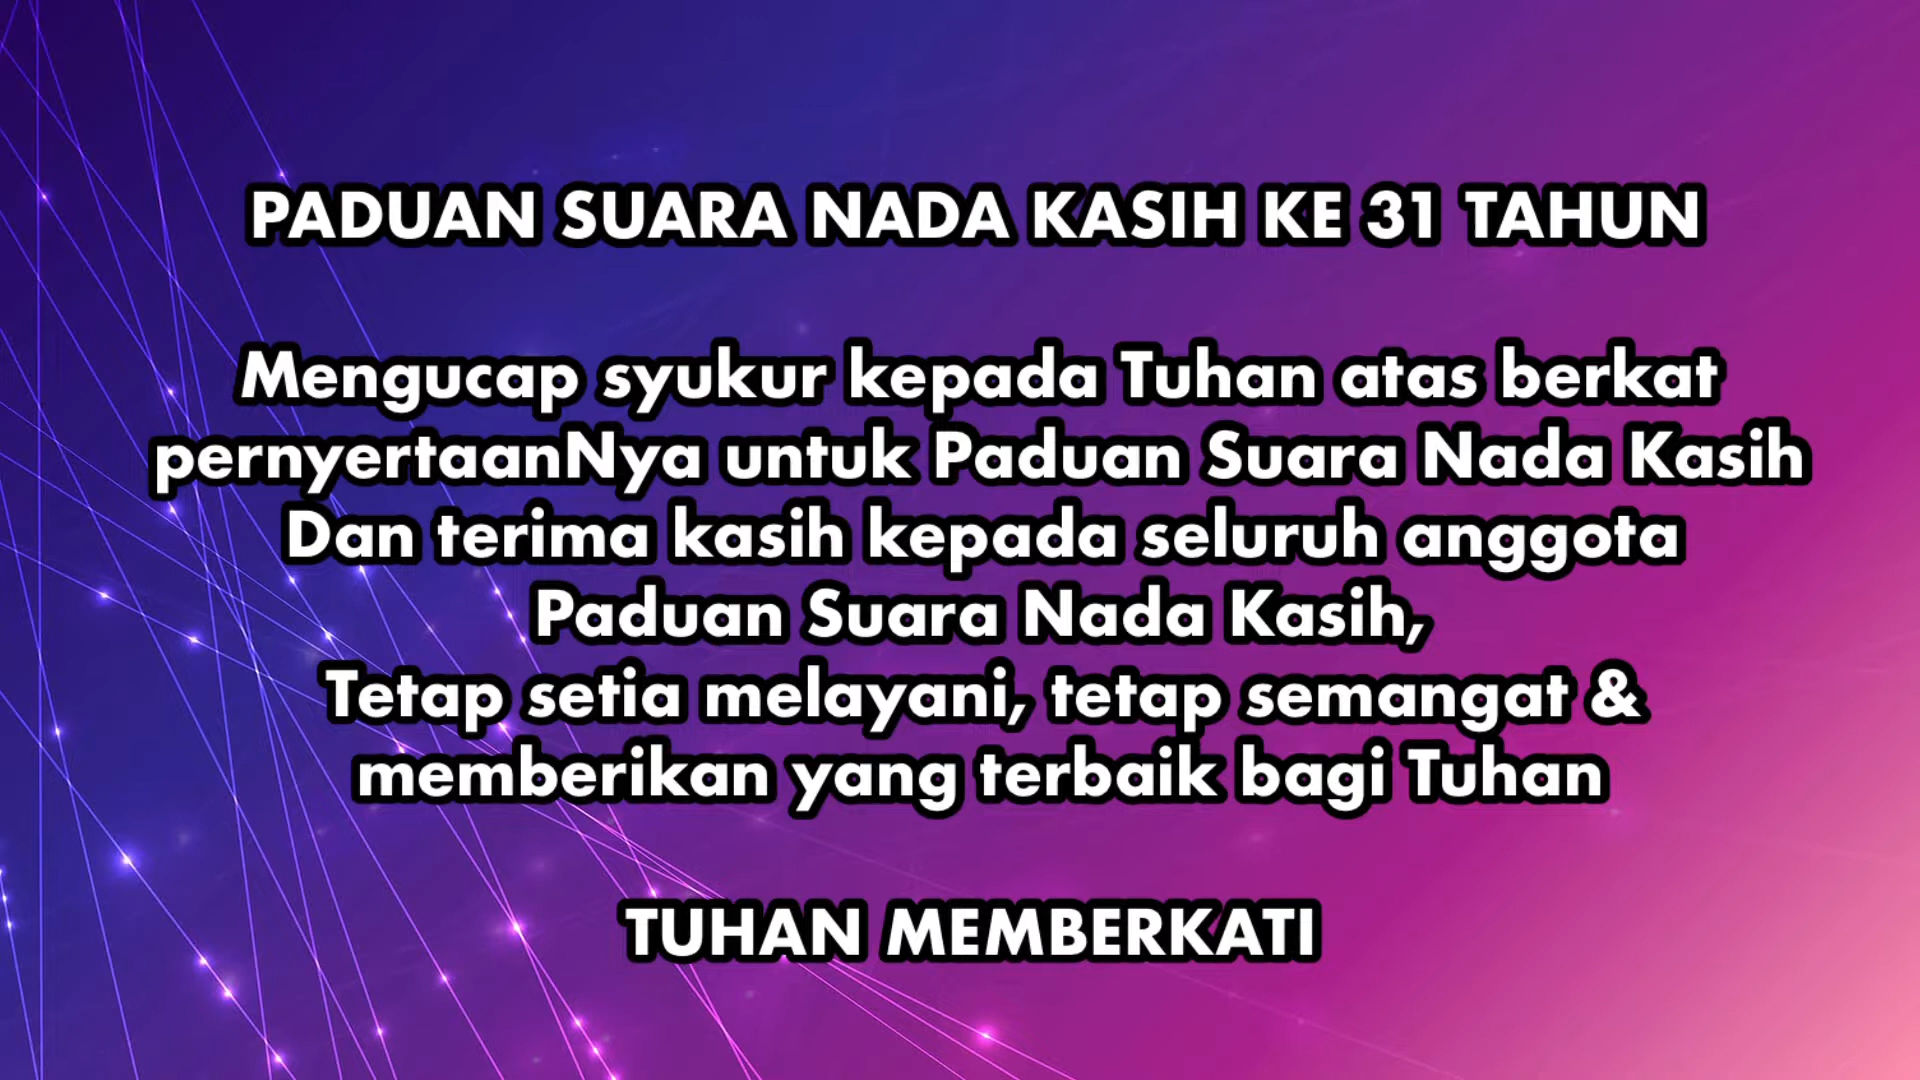 PADUAN SUARA NADA KASIH KE 31 TAHUN
Mengucap syukur kepada Tuhan atas berkat
pernyertaanNya untuk Paduan Suara Nada Kasih
Dan terima kasih kepada seluruh anggota
Paduan Suara Nada Kasih,
Tetap setia melayani, tetap semangat &
memberikan yang terbaik bagi Tuhan
TUHAN MEMBERKATI